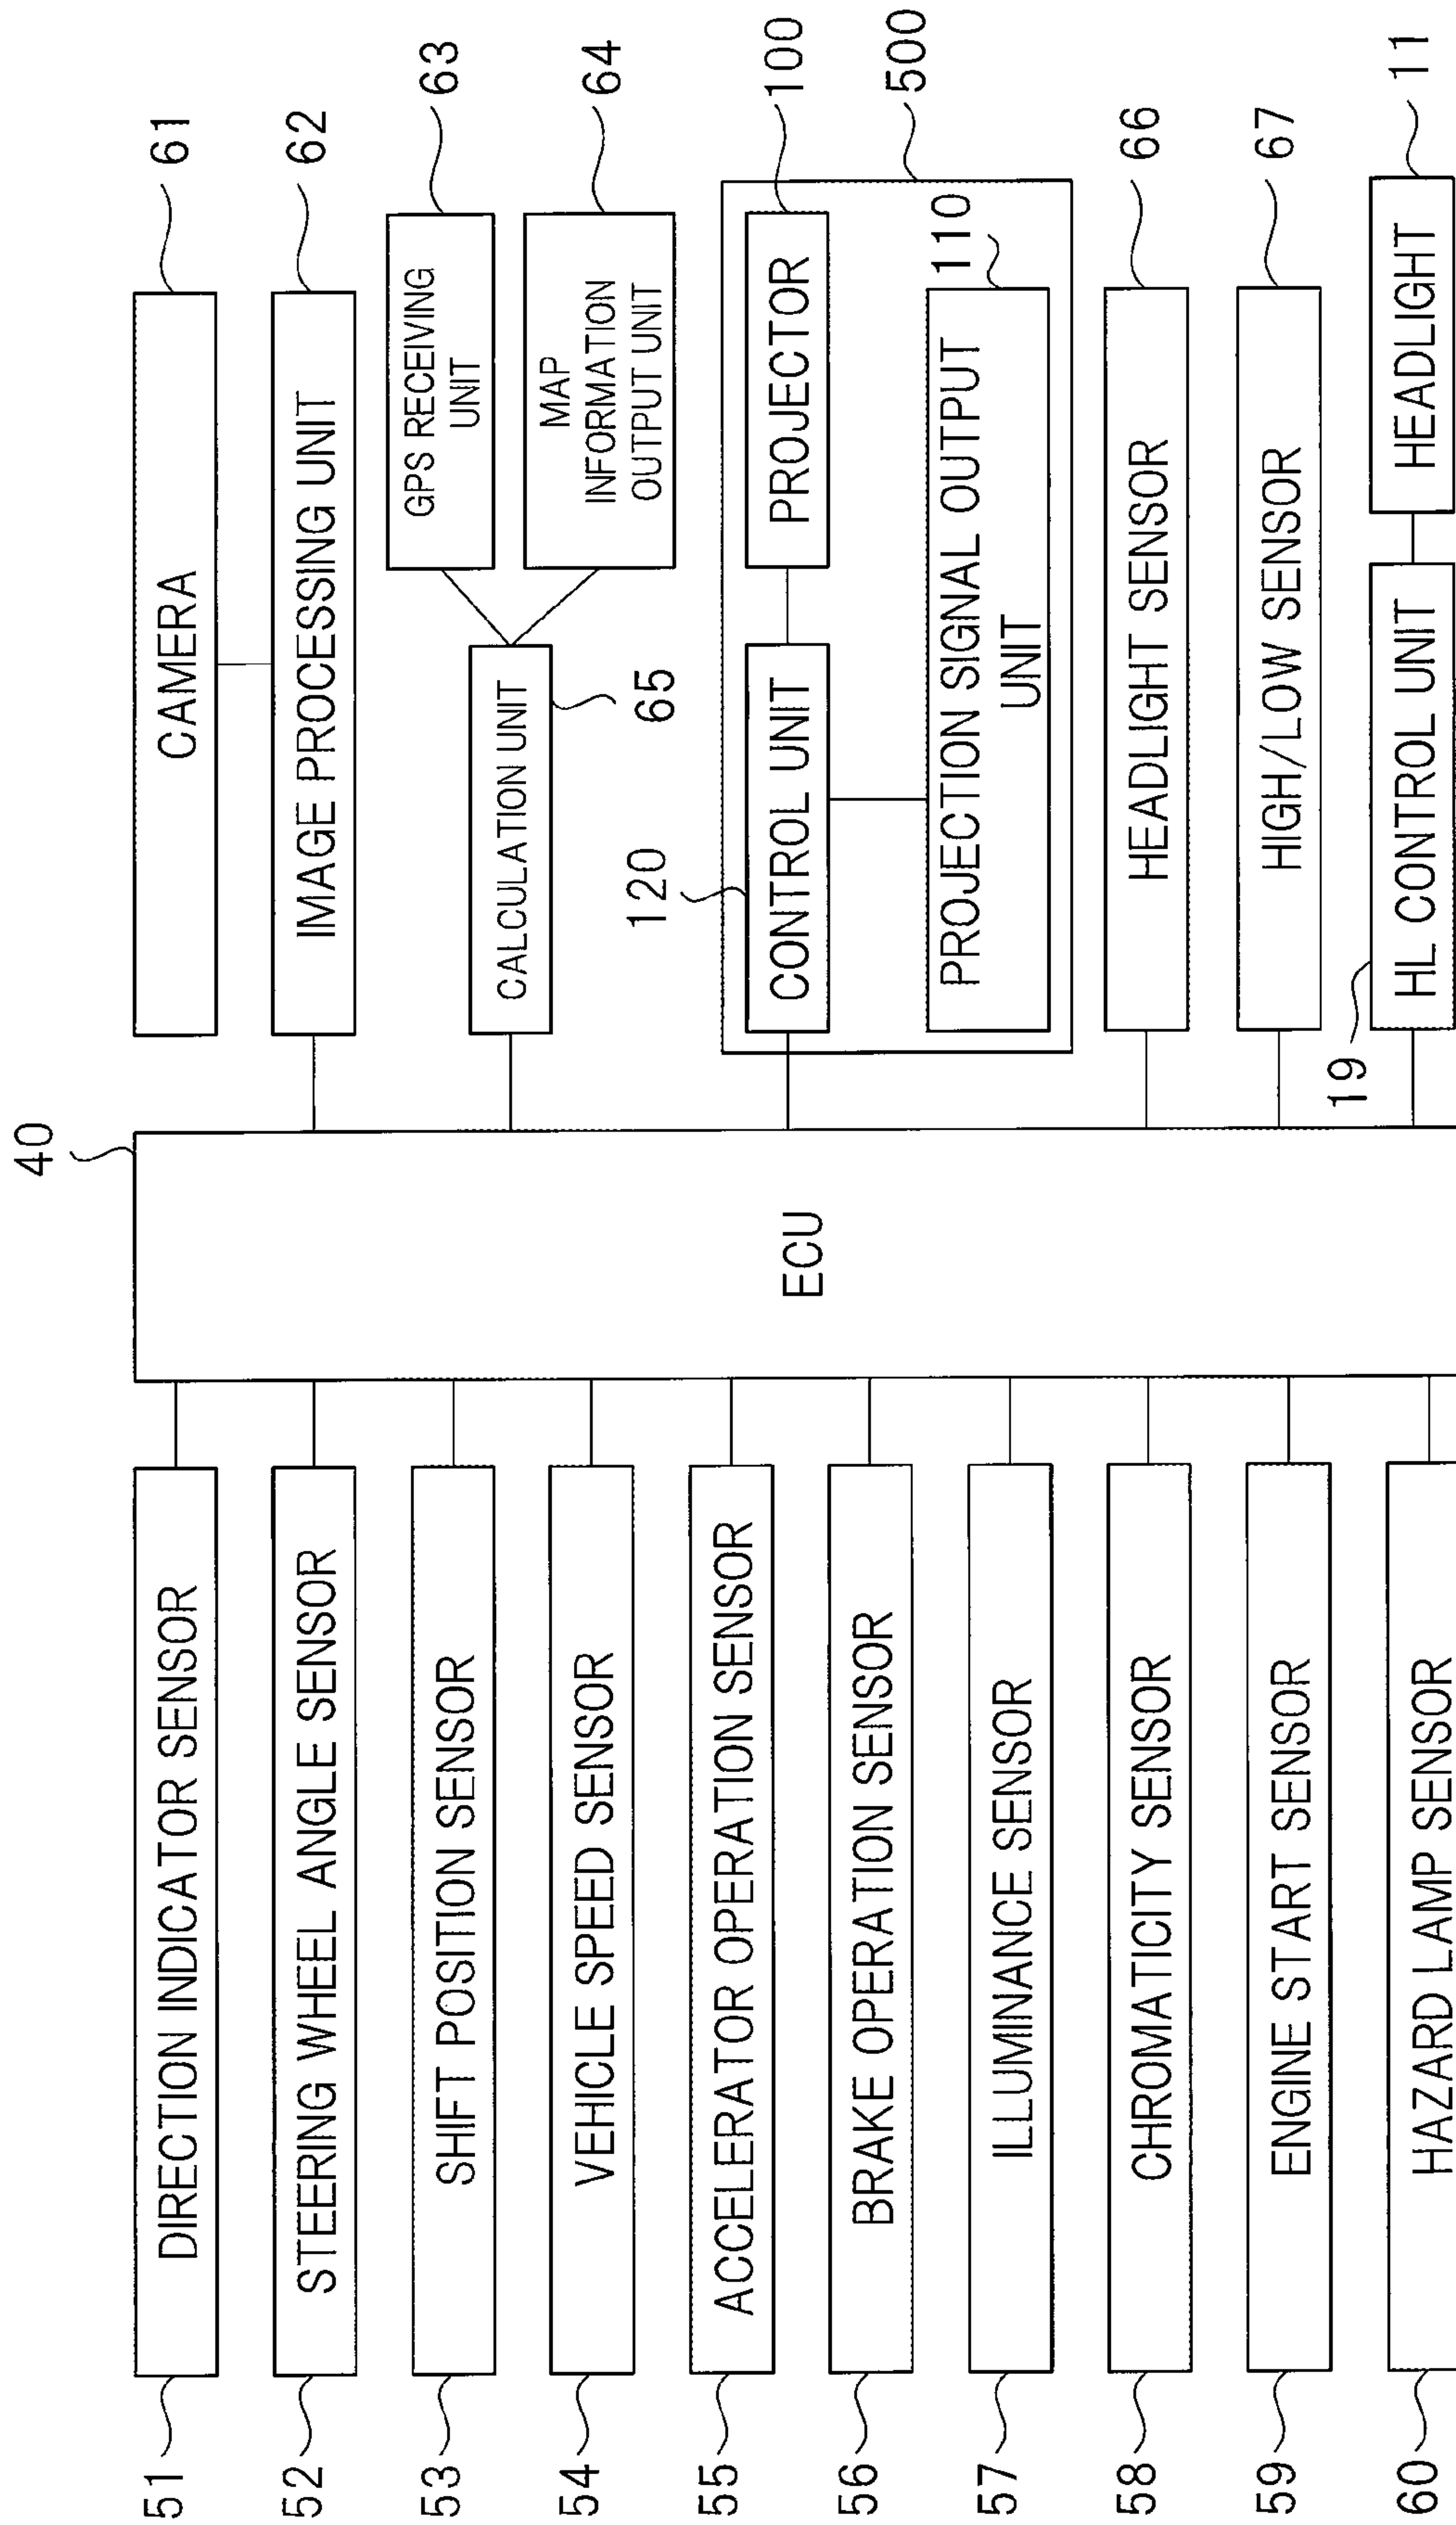 40
ECU
51
DIRECTION INDICATOR SENSOR
52
STEERING WHEEL ANGLE SENSOR
53
SHIFT POSITION SENSOR
54
VEHICLE SPEED SENSOR
55
ACCELERATOR OPERATION SENSOR
56
BRAKE OPERATION SENSOR
57
ILLUMINANCE SENSOR
58
CHROMATICITY SENSOR
59
ENGINE START SENSOR
60
HAZARD LAMP SENSOR
CAMERA
61
IMAGE PROCESSING UNIT
62
GPS RECEIVING
UNIT
63
MAP
INFORMATION
OUTPUT UNIT
64
CALCULATION UNIT
65
120
CONTROL UNIT
PROJECTOR
100
500
PROJECTION SIGNAL OUTPUT
UNIT
110
HEADLIGHT SENSOR
66
HIGH/LOW SENSOR
67
19
HL CONTROL UNIT
HEADLIGHT
11